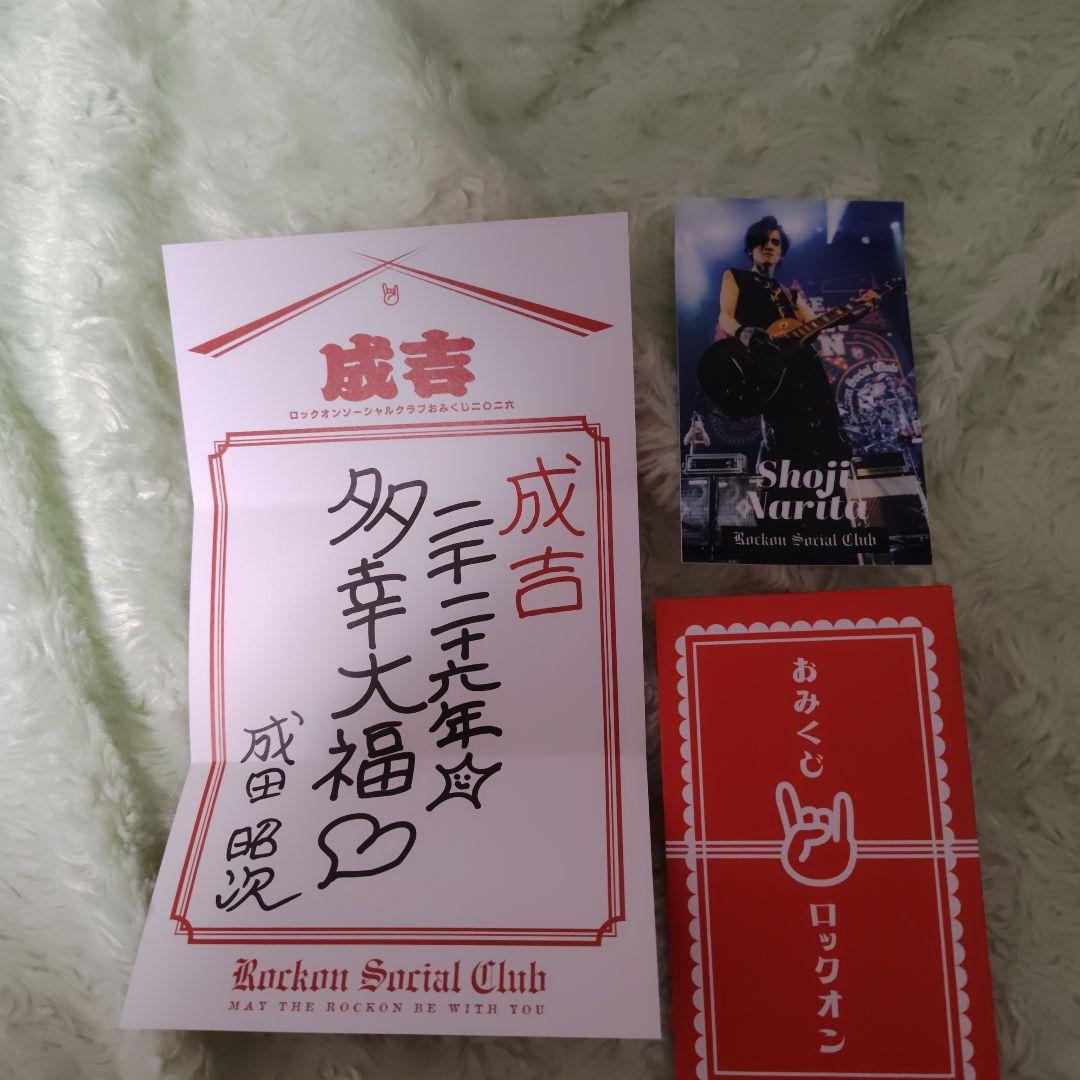 成吉
ロックオンソーシャルクラブおみくじ二〇二六
成吉
二千二十六年
多幸大福
成田昭次
Rockon Social Club
MAY THE ROCKON BE WITH YOU
Shoji
Narita
Rockon Social Club
おみくじ
ロックオン